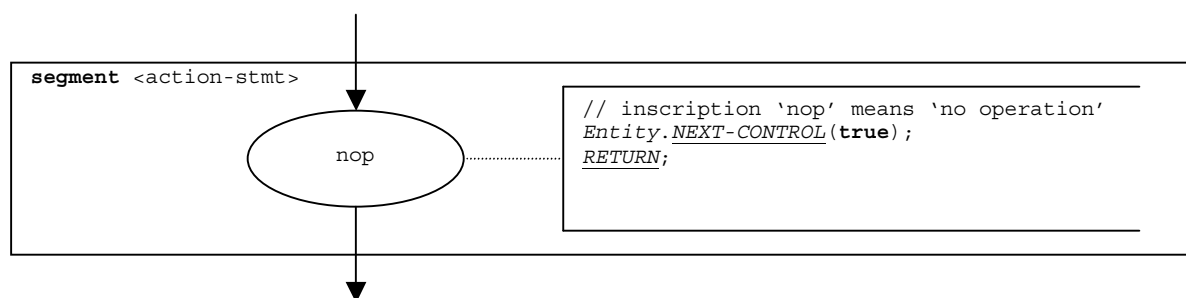 segment <action-stmt>
// inscription ‘nop’ means ‘no operation’
Entity.NEXT-CONTROL(true);
RETURN;
nop